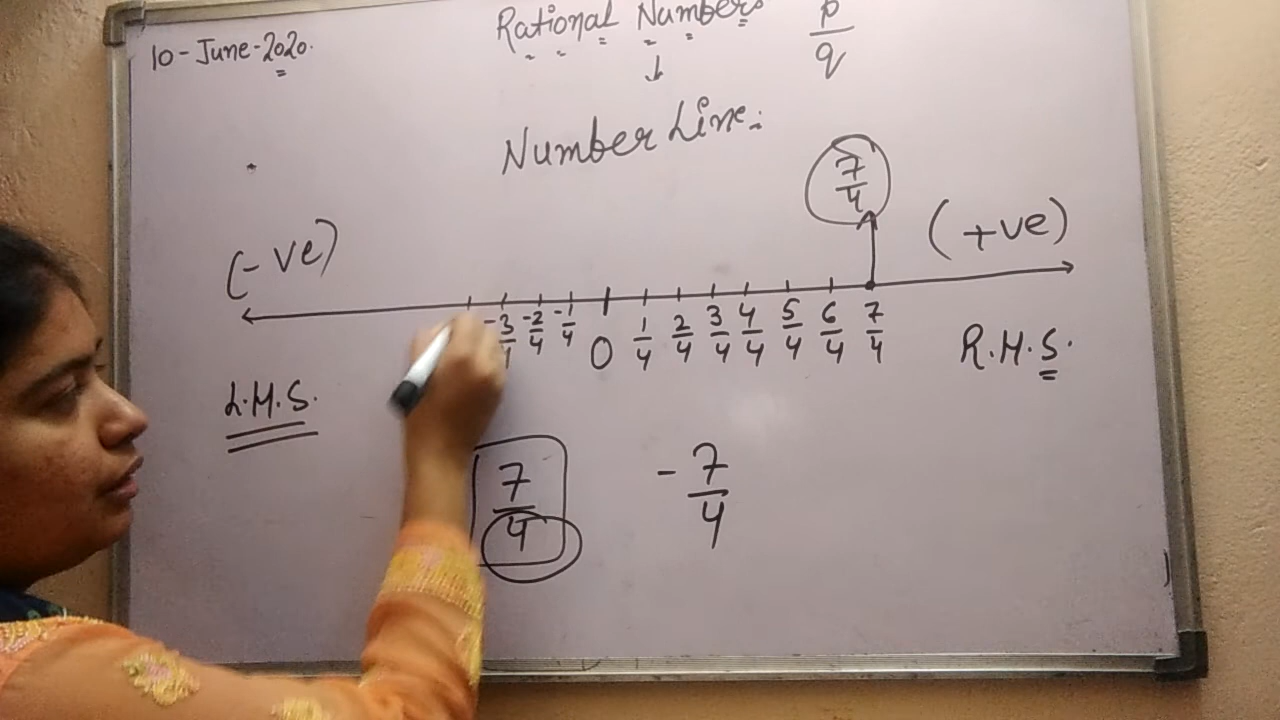 10-June-2020.
Rational Numbers p/q
↓
Number Line:
7/4
(-ve) (+ve)
-3/4 -2/4 -1/4 0 1/4 2/4 3/4 4/4 5/4 6/4 7/4
L.H.S. R.H.S.
7/4 -7/4